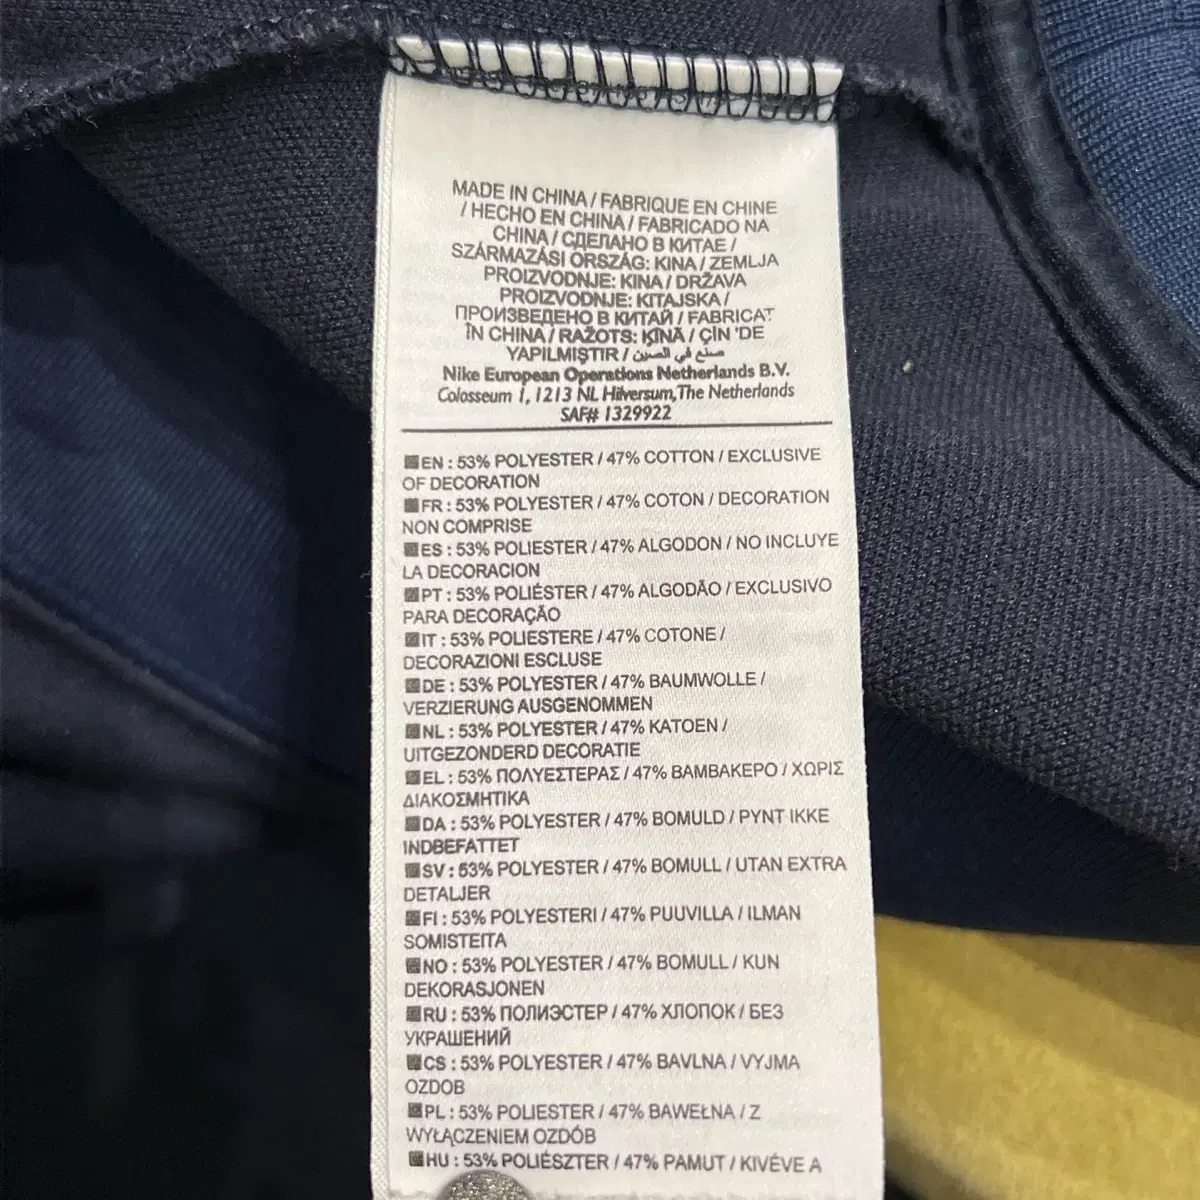 MADE IN CHINA / FABRIQUE EN CHINE
/ HECHO EN CHINA / FABRICADO NA
CHINA / СДЕЛАНО В КИТАЕ /
SZÁRMAZÁSI ORSZÁG: KINA / ZEMLJA
PROIZVODNJE: KINA / DRŽAVA
PROIZVODNJE: KITAJSKA /
ПРОИЗВЕДЕНО В КИТАЙ / FABRICAT
ÎN CHINA / RAŽOTS: ĶĪNĀ / ÇİN 'DE
YAPILMIŞTIR / صنع في الصين
Nike European Operations Netherlands B.V.
Colosseum 1, 1213 NL Hilversum, The Netherlands
SAF# 1329922
EN : 53% POLYESTER / 47% COTTON / EXCLUSIVE
OF DECORATION
FR : 53% POLYESTER / 47% COTON / DECORATION
NON COMPRISE
ES : 53% POLIESTER / 47% ALGODON / NO INCLUYE
LA DECORACION
PT : 53% POLIÉSTER / 47% ALGODÃO / EXCLUSIVO
PARA DECORAÇÃO
IT : 53% POLIESTERE / 47% COTONE /
DECORAZIONI ESCLUSE
DE : 53% POLYESTER / 47% BAUMWOLLE /
VERZIERUNG AUSGENOMMEN
NL : 53% POLYESTER / 47% KATOEN /
UITGEZONDERD DECORATIE
EL : 53% ΠΟΛΥΕΣΤΕΡΑΣ / 47% ΒΑΜΒΑΚΕΡΟ / ΧΩΡΙΣ
ΔΙΑΚΟΣΜΗΤΙΚΑ
DA : 53% POLYESTER / 47% BOMULD / PYNT IKKE
INDBEFATTET
SV : 53% POLYESTER / 47% BOMULL / UTAN EXTRA
DETALJER
FI : 53% POLYESTERI / 47% PUUVILLA / ILMAN
SOMISTEITA
NO : 53% POLYESTER / 47% BOMULL / KUN
DEKORASJONEN
RU : 53% ПОЛИЭСТЕР / 47% ХЛОПОК / БЕЗ
УКРАШЕНИЙ
CS : 53% POLYESTER / 47% BAVLNA / VYJMA
OZDOB
PL : 53% POLIESTER / 47% BAWEŁNA / Z
WYŁĄCZENIEM OZDÓB
HU : 53% POLIÉSZTER / 47% PAMUT / KIVÉVE A